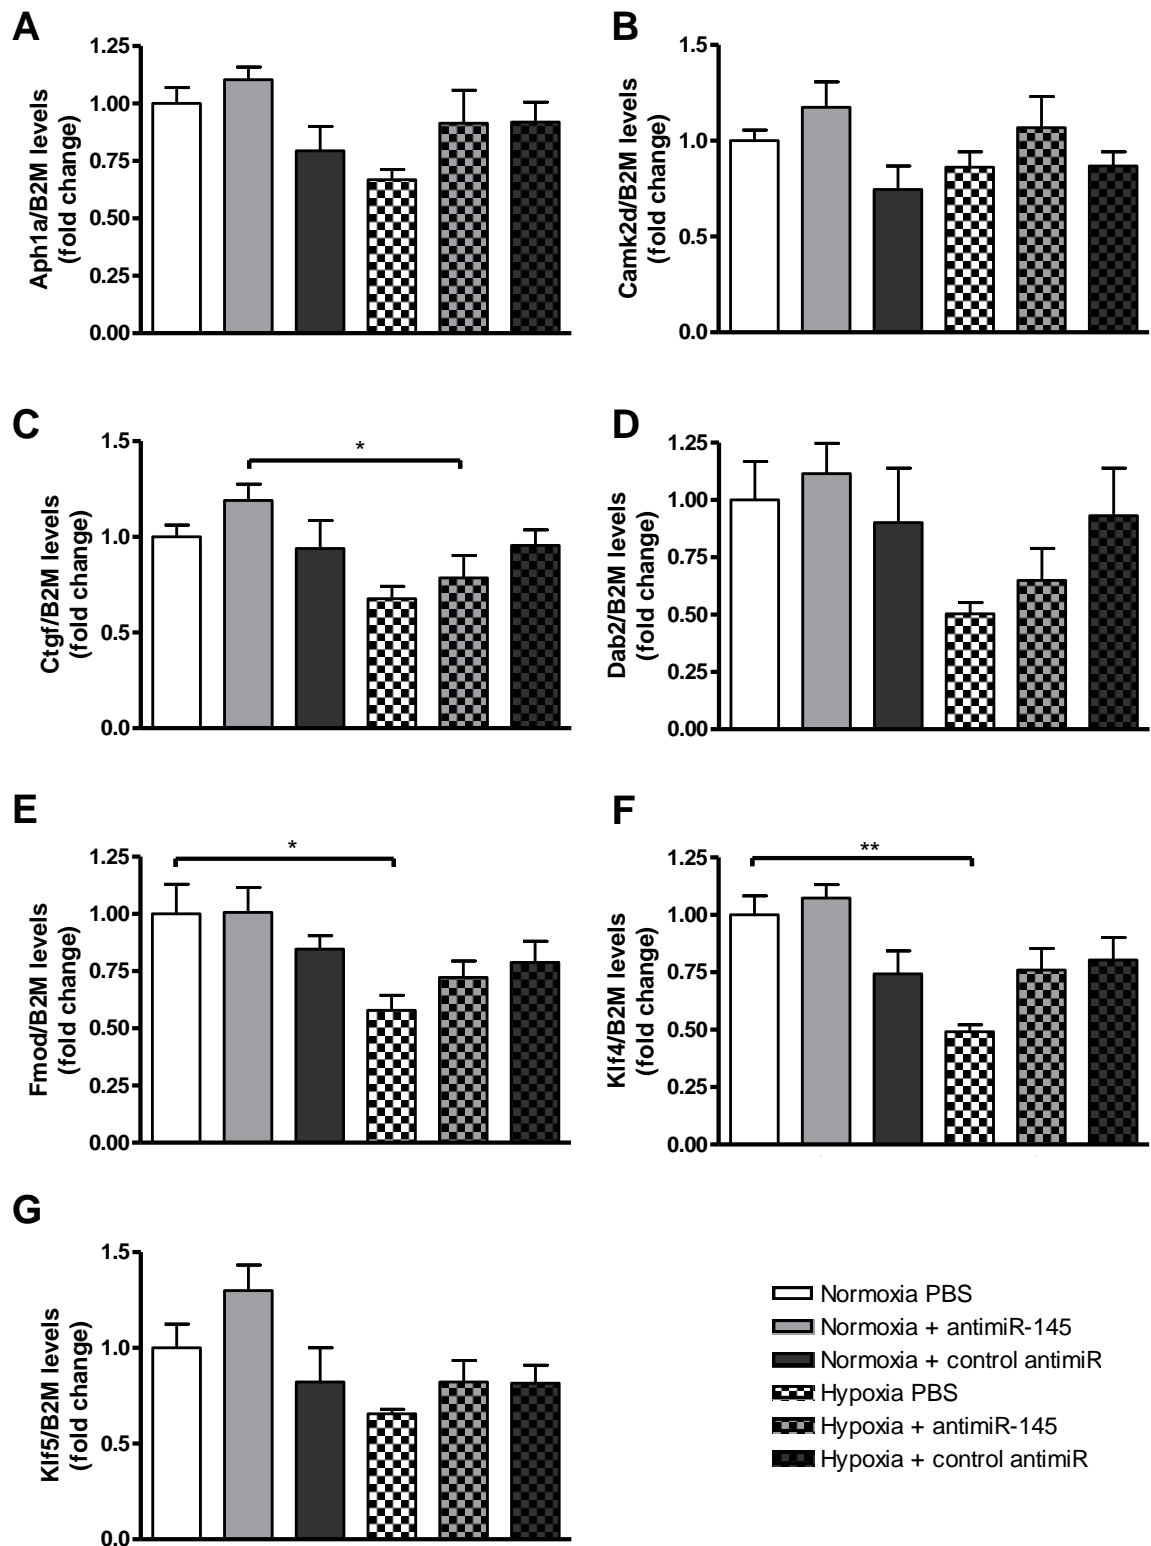 A
Aph1a/B2M levels
(fold change)
1.25
1.00
0.75
0.50
0.25
0.00
B
Camk2d/B2M levels
(fold change)
1.5
1.0
0.5
0.0
C
Ctgf/B2M levels
(fold change)
1.5
1.0
0.5
0.0
*
D
Dab2/B2M levels
(fold change)
1.25
1.00
0.75
0.50
0.25
0.00
E
Fmod/B2M levels
(fold change)
1.25
1.00
0.75
0.50
0.25
0.00
*
F
Klf4/B2M levels
(fold change)
1.25
1.00
0.75
0.50
0.25
0.00
**
G
Klf5/B2M levels
(fold change)
1.5
1.0
0.5
0.0
Normoxia PBS
Normoxia + antimiR-145
Normoxia + control antimiR
Hypoxia PBS
Hypoxia + antimiR-145
Hypoxia + control antimiR